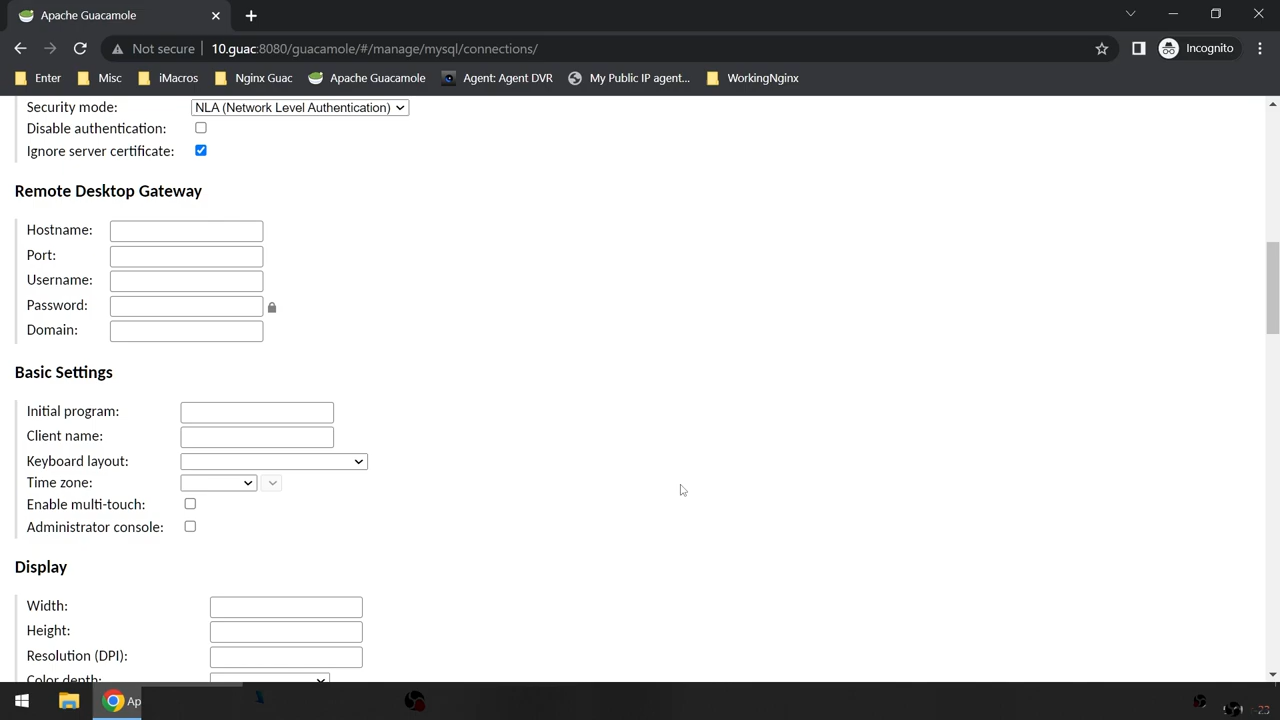 Apache Guacamole
Incognito
Not secure 10.guac:8080/guacamole/#/manage/mysql/connections/
Enter Misc iMacros Nginx Guac Apache Guacamole Agent: Agent DVR My Public IP agent... WorkingNginx
Security mode: NLA (Network Level Authentication)
Disable authentication:
Ignore server certificate:
Remote Desktop Gateway
Hostname:
Port:
Username:
Password:
Domain:
Basic Settings
Initial program:
Client name:
Keyboard layout:
Time zone:
Enable multi-touch:
Administrator console:
Display
Width:
Height:
Resolution (DPI):
Color depth:
Ap